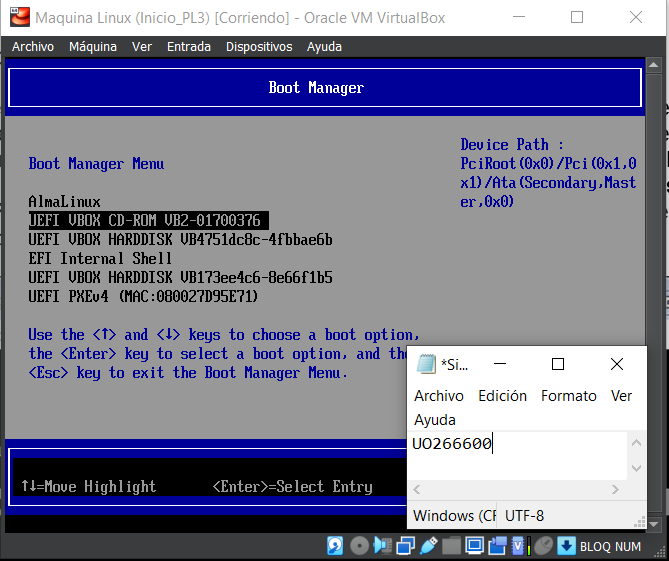 Maquina Linux (Inicio_PL3) [Corriendo] - Oracle VM VirtualBox
Archivo Máquina Ver Entrada Dispositivos Ayuda
Boot Manager
Boot Manager Menu
AlmaLinux
UEFI VBOX CD-ROM VB2-01700376
UEFI VBOX HARDDISK VB4751dc8c-4fbbae6b
EFI Internal Shell
UEFI VBOX HARDDISK VB173ee4c6-8e66f1b5
UEFI PXEv4 (MAC:080027D95E71)
Device Path :
PciRoot(0x0)/Pci(0x1,0
x1)/Ata(Secondary,Mast
er,0x0)
Use the <↑> and <↓> keys to choose a boot option,
the <Enter> key to select a boot option, and the
<Esc> key to exit the Boot Manager Menu.
↑↓=Move Highlight <Enter>=Select Entry
*Si...
Archivo Edición Formato Ver
Ayuda
UO266600
Windows (CF UTF-8
BLOQ NUM